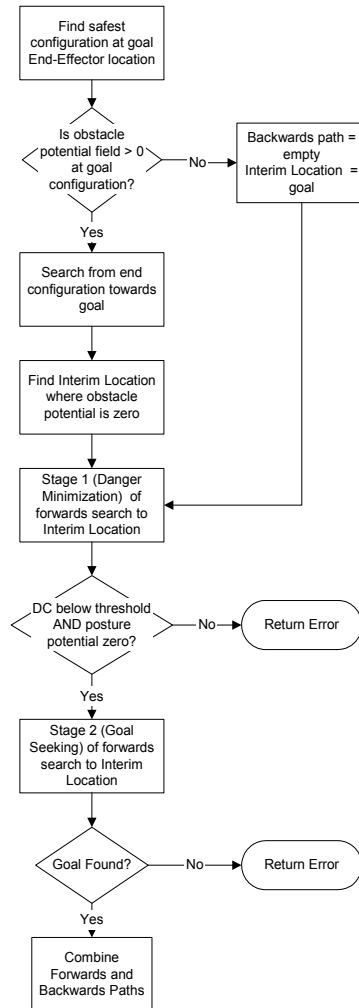 Find safest
configuration at goal
End-Effector location
Is obstacle
potential field > 0
at goal
configuration?
No
Backwards path =
empty
Interim Location =
goal
Yes
Search from end
configuration towards
goal
Find Interim Location
where obstacle
potential is zero
Stage 1 (Danger
Minimization) of
forwards search to
Interim Location
DC below threshold
AND posture
potential zero?
No
Return Error
Yes
Stage 2 (Goal
Seeking) of forwards
search to Interim
Location
Goal Found?
No
Return Error
Yes
Combine
Forwards and
Backwards Paths